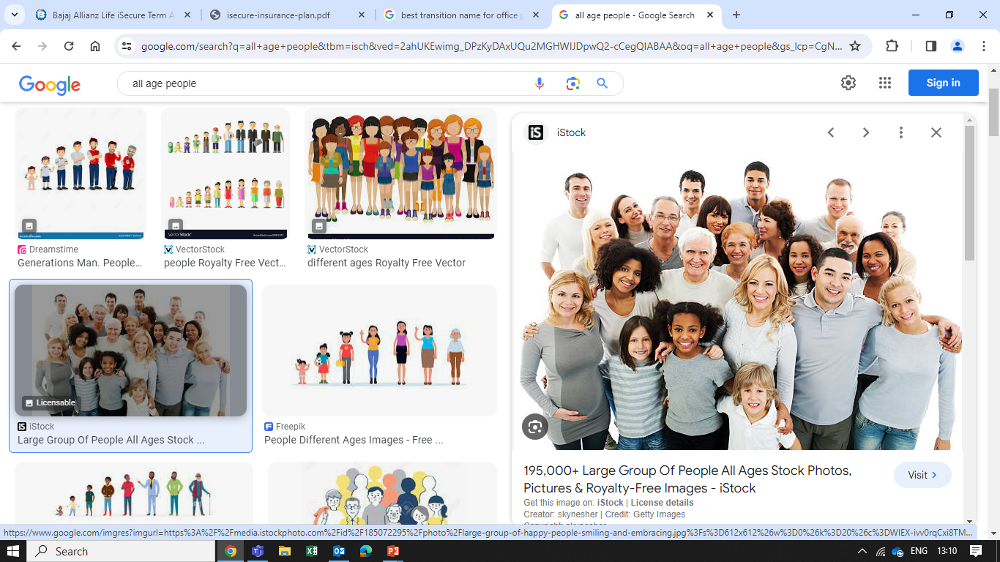 Bajaj Allianz Life iSecure Term A
isecure-insurance-plan.pdf
best transition name for office p
all age people - Google Search
google.com/search?q=all+age+people&tbm=isch&ved=2ahUKEwimg_DPzKyDAxUQu2MGHWlJDpwQ2-cCegQIABAA&oq=all+age+people&gs_lcp=CgN...
Google
all age people
Sign in
iS iStock
Dreamstime
Generations Man. People...
VectorStock
VectorStock
people Royalty Free Vect...
VectorStock
different ages Royalty Free Vector
Licensable
iStock
Large Group Of People All Ages Stock ...
Freepik
People Different Ages Images - Free ...
195,000+ Large Group Of People All Ages Stock Photos,
Pictures & Royalty-Free Images - iStock
Visit
Get this image on: iStock | License details
Creator: skynesher | Credit: Getty Images
https://www.google.com/imgres?imgurl=https%3A%2F%2Fmedia.istockphoto.com%2Fid%2F185072295%2Fphoto%2Flarge-group-of-happy-people-smiling-and-embracing.jpg%3Fs%3D612x612%26w%3D0%26k%3D20%26c%3DWIEX-ivv0rqCxi8TM...
Search
ENG
13:10